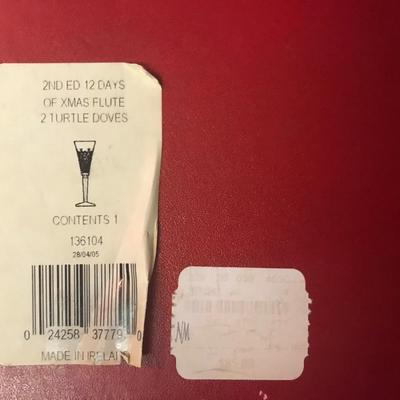 2ND ED 12 DAYS
OF XMAS FLUTE
2 TURTLE DOVES
CONTENTS 1
136104
28/04/05
0 24258 37779 0
MADE IN IRELA